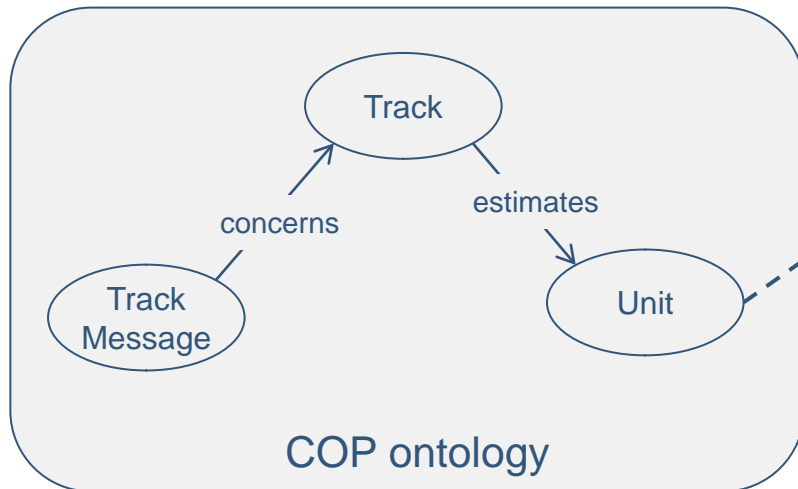 Track
concerns
estimates
Track
Message
Unit
COP ontology